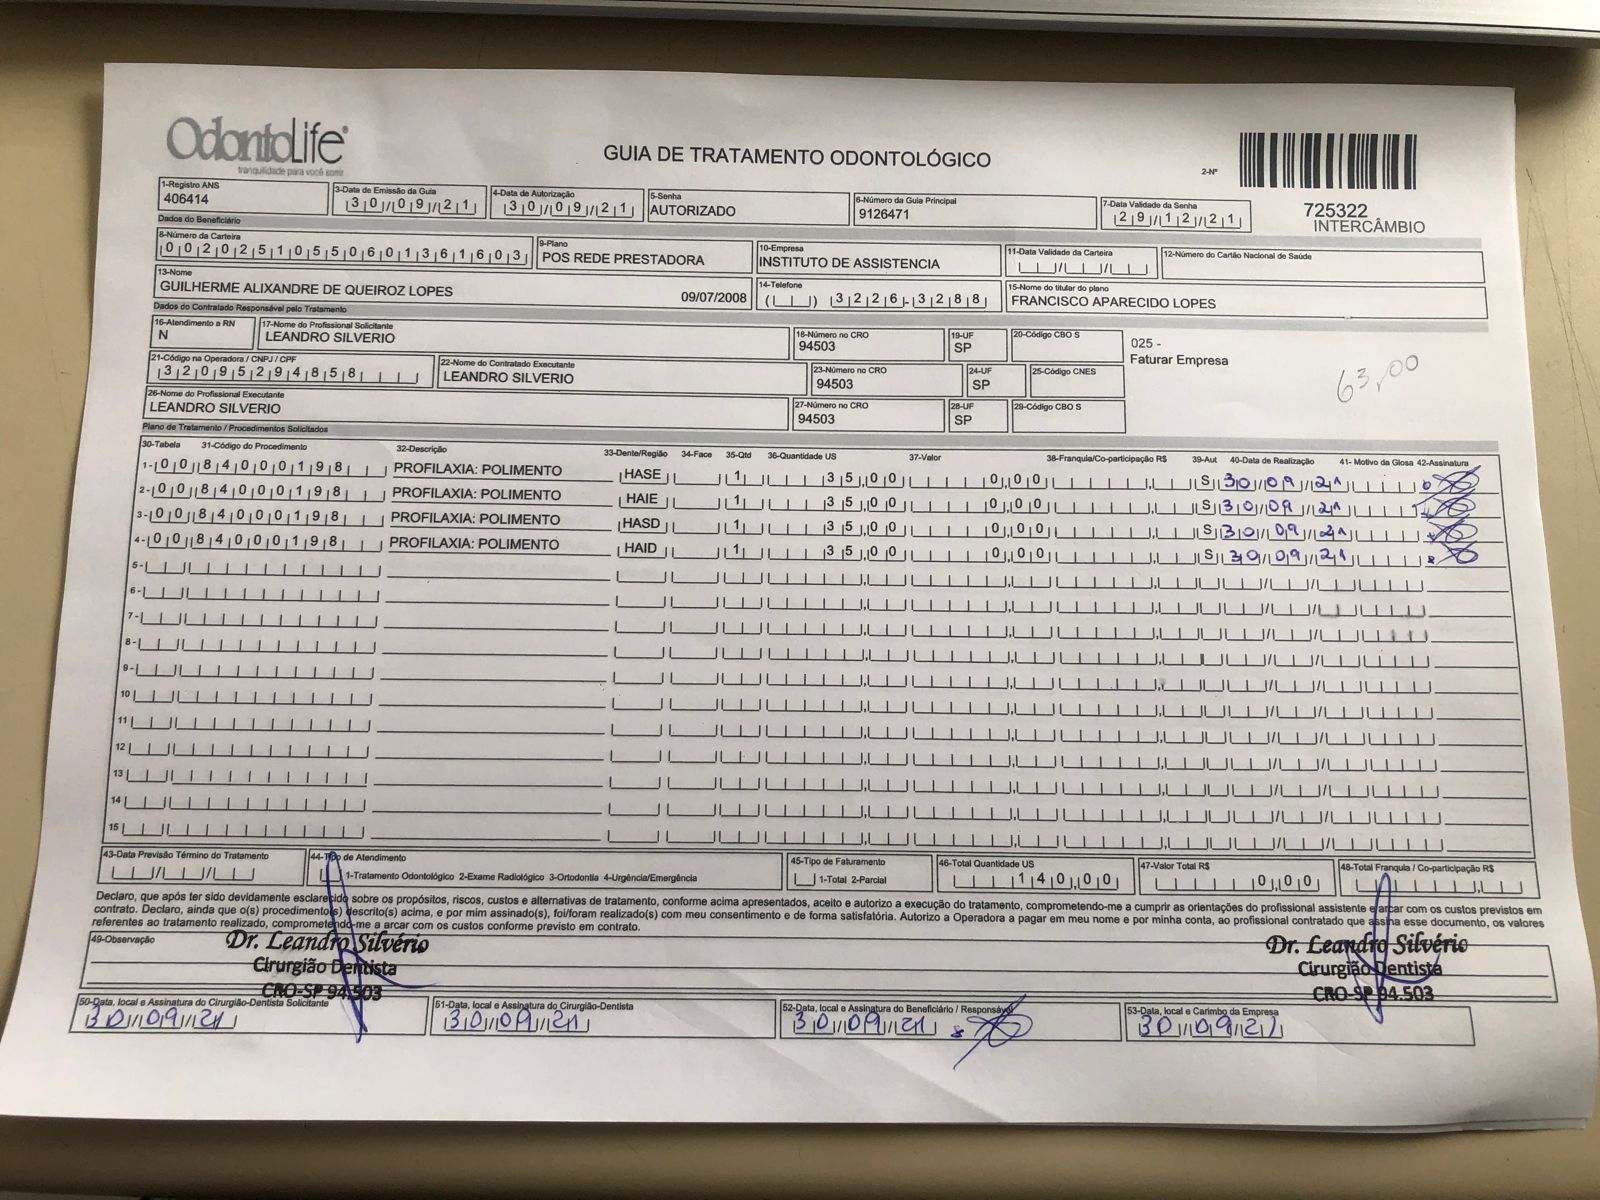 OdontoLife®
tranquilidade para você sorrir
GUIA DE TRATAMENTO ODONTOLÓGICO
2-Nº
725322
INTERCÂMBIO
1-Registro ANS
406414
3-Data de Emissão da Guia
30/09/21
4-Data de Autorização
30/09/21
5-Senha
AUTORIZADO
6-Número da Guia Principal
9126471
7-Data Validade da Senha
29/12/21
Dados do Beneficiário
8-Número da Carteira
00202510550601361603
9-Plano
POS REDE PRESTADORA
10-Empresa
INSTITUTO DE ASSISTENCIA
11-Data Validade da Carteira
12-Número do Cartão Nacional de Saúde
13-Nome
GUILHERME ALIXANDRE DE QUEIROZ LOPES 09/07/2008
14-Telefone
( ) 3226-3288
15-Nome do titular do plano
FRANCISCO APARECIDO LOPES
Dados do Contratado Responsável pelo Tratamento
16-Atendimento a RN
N
17-Nome do Profissional Solicitante
LEANDRO SILVERIO
18-Número no CRO
94503
19-UF
SP
20-Código CBO S
025 -
Faturar Empresa
63,00
21-Código na Operadora / CNPJ / CPF
32095294858
22-Nome do Contratado Executante
LEANDRO SILVERIO
23-Número no CRO
94503
24-UF
SP
25-Código CNES
26-Nome do Profissional Executante
LEANDRO SILVERIO
27-Número no CRO
94503
28-UF
SP
29-Código CBO S
Plano de Tratamento / Procedimentos Solicitados
30-Tabela 31-Código do Procedimento 32-Descrição 33-Dente/Região 34-Face 35-Qtd 36-Quantidade US 37-Valor 38-Franquia/Co-participação R$ 39-Aut 40-Data de Realização 41- Motivo da Glosa 42-Assinatura
1- 00 84000198 PROFILAXIA: POLIMENTO HASE 1 35,00 0,00 S 30/09/21
2- 00 84000198 PROFILAXIA: POLIMENTO HAIE 1 35,00 0,00 S 30/09/21
3- 00 84000198 PROFILAXIA: POLIMENTO HASD 1 35,00 0,00 S 30/09/21
4- 00 84000198 PROFILAXIA: POLIMENTO HAID 1 35,00 0,00 S 30/09/21
5-
6-
7-
8-
9-
10
11
12
13
14
15
43-Data Previsão Término do Tratamento
44-Tipo de Atendimento
1-Tratamento Odontológico 2-Exame Radiológico 3-Ortodontia 4-Urgência/Emergência
45-Tipo de Faturamento
1-Total 2-Parcial
46-Total Quantidade US
140,00
47-Valor Total R$
0,00
48-Total Franquia / Co-participação R$
Declaro, que após ter sido devidamente esclarecido sobre os propósitos, riscos, custos e alternativas de tratamento, conforme acima apresentados, aceito e autorizo a execução do tratamento, comprometendo-me a cumprir as orientações do profissional assistente e arcar com os custos previstos em
contrato. Declaro, ainda que o(s) procedimento(s) descrito(s) acima, e por mim assinado(s), foi/foram realizado(s) com meu consentimento e de forma satisfatória. Autorizo a Operadora a pagar em meu nome e por minha conta, ao profissional contratado que assina esse documento, os valores
referentes ao tratamento realizado, comprometendo-me a arcar com os custos conforme previsto em contrato.
49-Observação
Dr. Leandro Silvério
Cirurgião Dentista
CRO-SP 94.503
Dr. Leandro Silvério
Cirurgião Dentista
CRO-SP 94.503
50-Data, local e Assinatura do Cirurgião-Dentista Solicitante
30/09/21
51-Data, local e Assinatura do Cirurgião-Dentista
30/09/21
52-Data, local e Assinatura do Beneficiário / Responsável
30/09/21
53-Data, local e Carimbo da Empresa
30/09/21